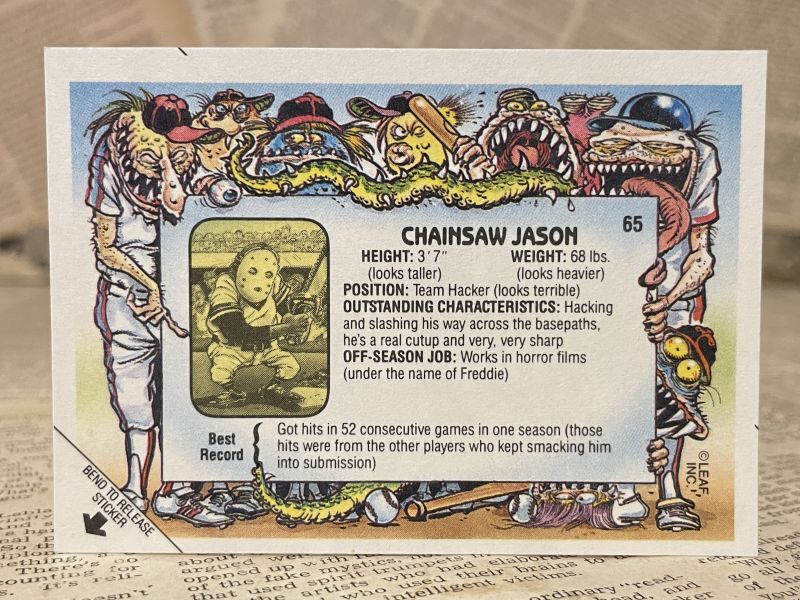 65
CHAINSAW JASON
HEIGHT: 3'7" WEIGHT: 68 lbs.
(looks taller) (looks heavier)
POSITION: Team Hacker (looks terrible)
OUTSTANDING CHARACTERISTICS: Hacking
and slashing his way across the basepaths,
he's a real cutup and very, very sharp
OFF-SEASON JOB: Works in horror films
(under the name of Freddie)
Best
Record
Got hits in 52 consecutive games in one season (those
hits were from the other players who kept smacking him
into submission)
BEND TO RELEASE
STICKER
© LEAF,
INC.